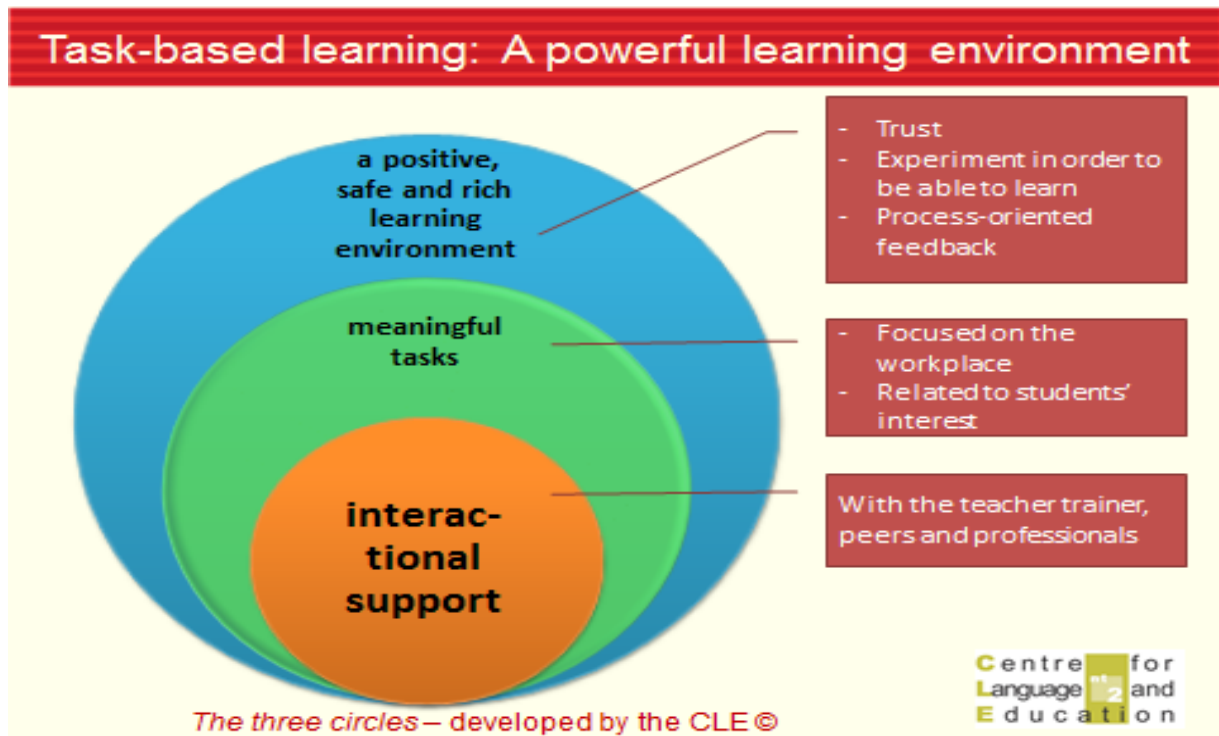 Task-based learning: A powerful learning environment
a positive,
safe and rich
learning
environment
- Trust
- Experiment in order to
be able to learn
- Process-oriented
feedback
meaningful
tasks
- Focused on the
workplace
- Related to students'
interest
interac-
tional
support
With the teacher trainer,
peers and professionals
The three circles – developed by the CLE ©
Centre for
Language nt2 and
Education